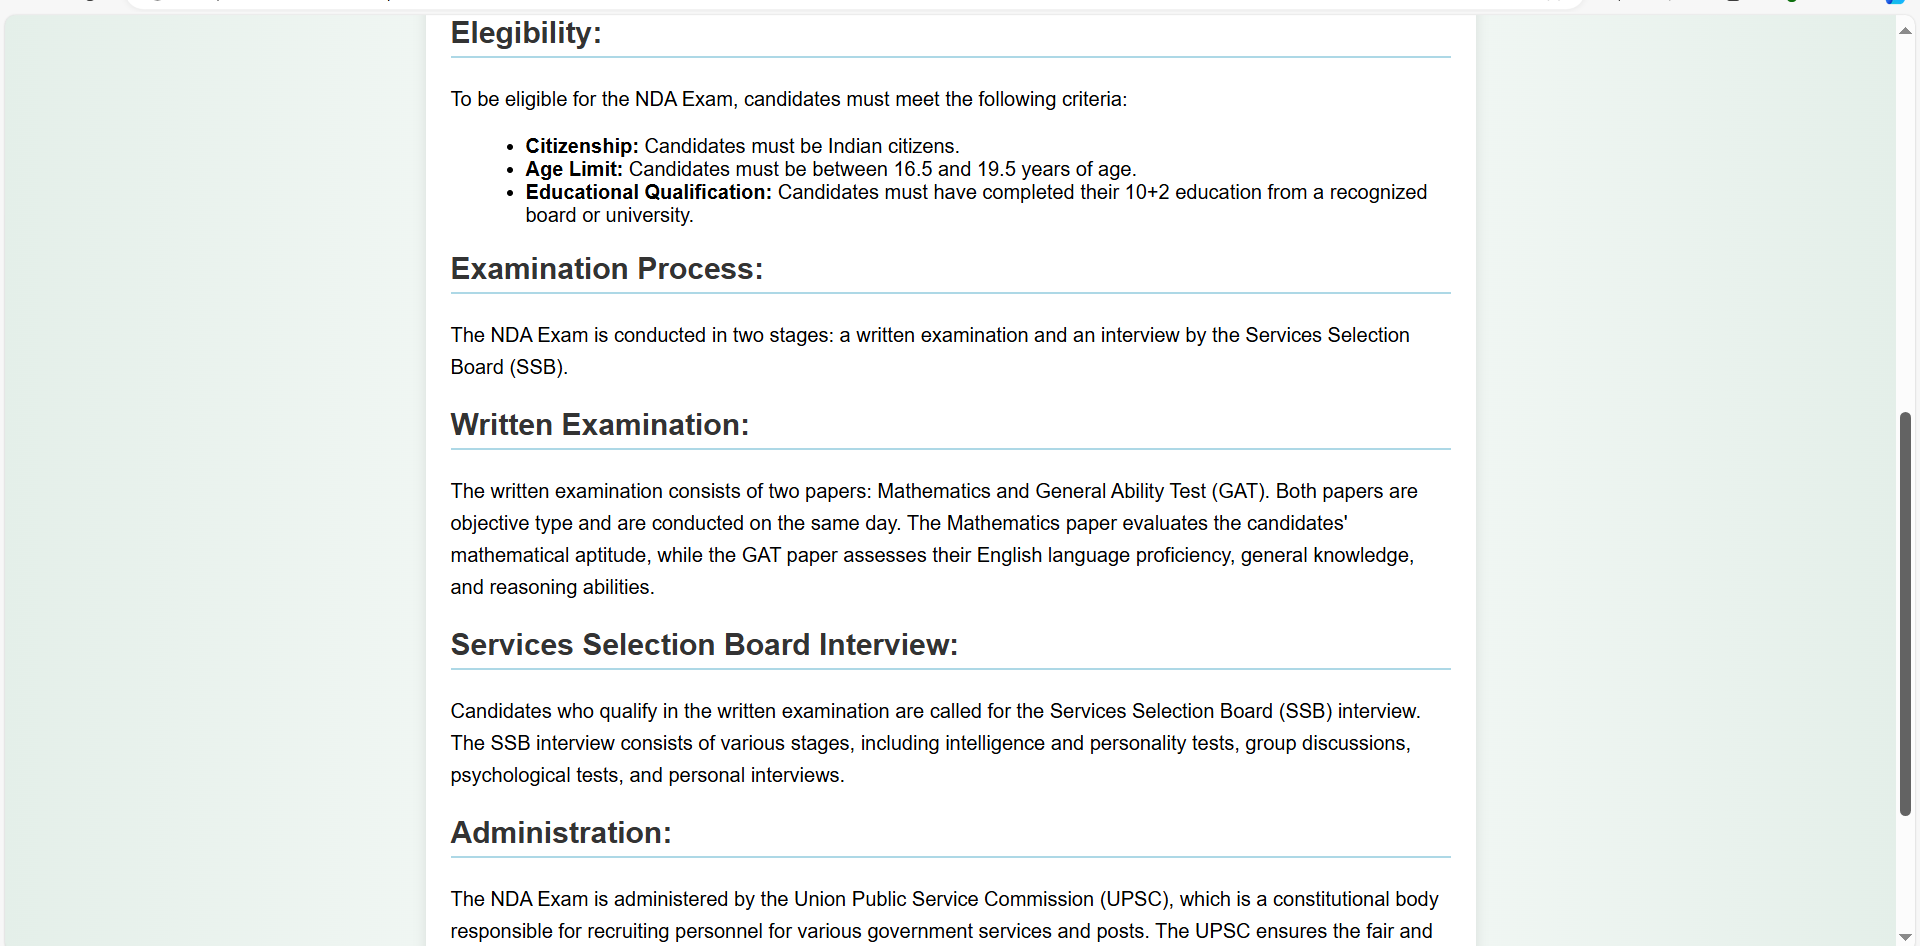 Elegibility:
To be eligible for the NDA Exam, candidates must meet the following criteria:
• Citizenship: Candidates must be Indian citizens.
• Age Limit: Candidates must be between 16.5 and 19.5 years of age.
• Educational Qualification: Candidates must have completed their 10+2 education from a recognized
board or university.
Examination Process:
The NDA Exam is conducted in two stages: a written examination and an interview by the Services Selection
Board (SSB).
Written Examination:
The written examination consists of two papers: Mathematics and General Ability Test (GAT). Both papers are
objective type and are conducted on the same day. The Mathematics paper evaluates the candidates'
mathematical aptitude, while the GAT paper assesses their English language proficiency, general knowledge,
and reasoning abilities.
Services Selection Board Interview:
Candidates who qualify in the written examination are called for the Services Selection Board (SSB) interview.
The SSB interview consists of various stages, including intelligence and personality tests, group discussions,
psychological tests, and personal interviews.
Administration:
The NDA Exam is administered by the Union Public Service Commission (UPSC), which is a constitutional body
responsible for recruiting personnel for various government services and posts. The UPSC ensures the fair and